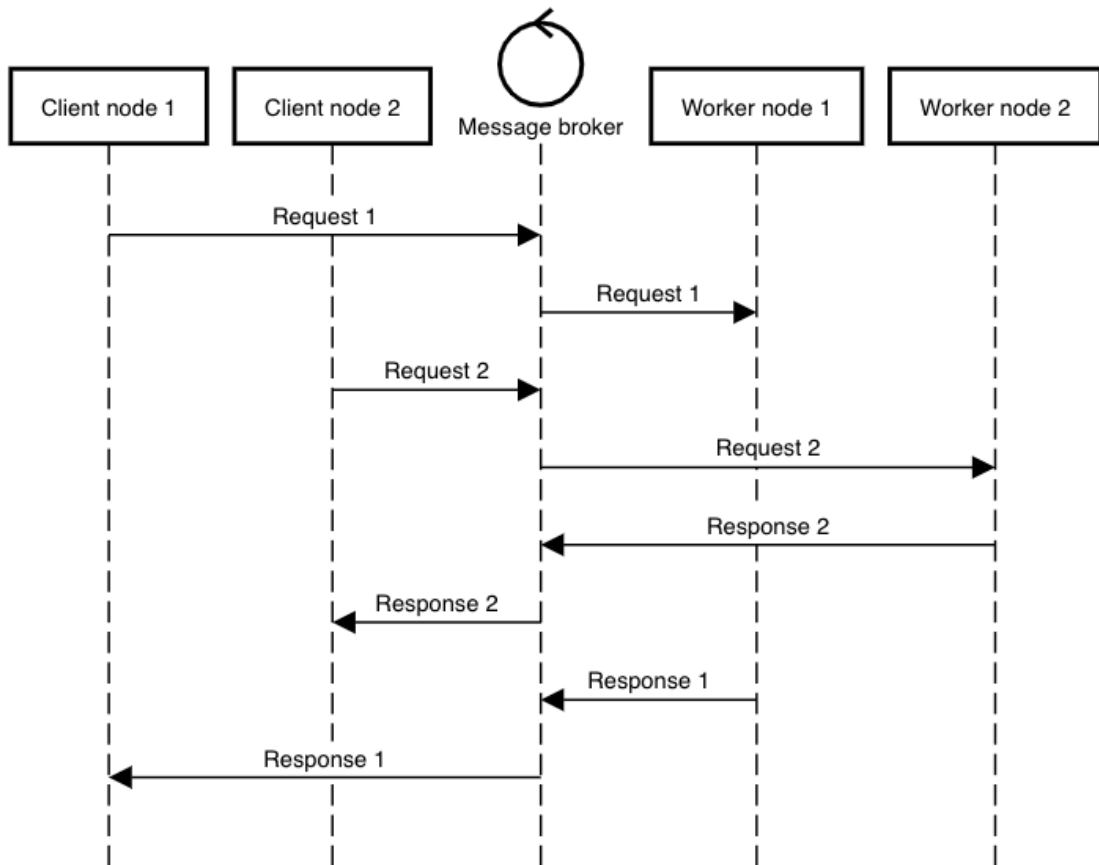 Client node 1
Client node 2
Message broker
Worker node 1
Worker node 2
Request 1
Request 1
Request 2
Request 2
Response 2
Response 2
Response 1
Response 1